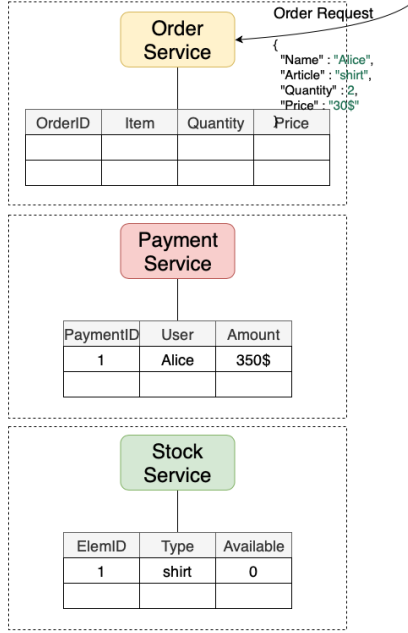 Order Request
Order
Service
{
"Name" : "Alice",
"Article" : "shirt",
"Quantity" : 2,
"Price" : "30$"
}
OrderID Item Quantity Price
Payment
Service
PaymentID User Amount
1 Alice 350$
Stock
Service
ElemID Type Available
1 shirt 0